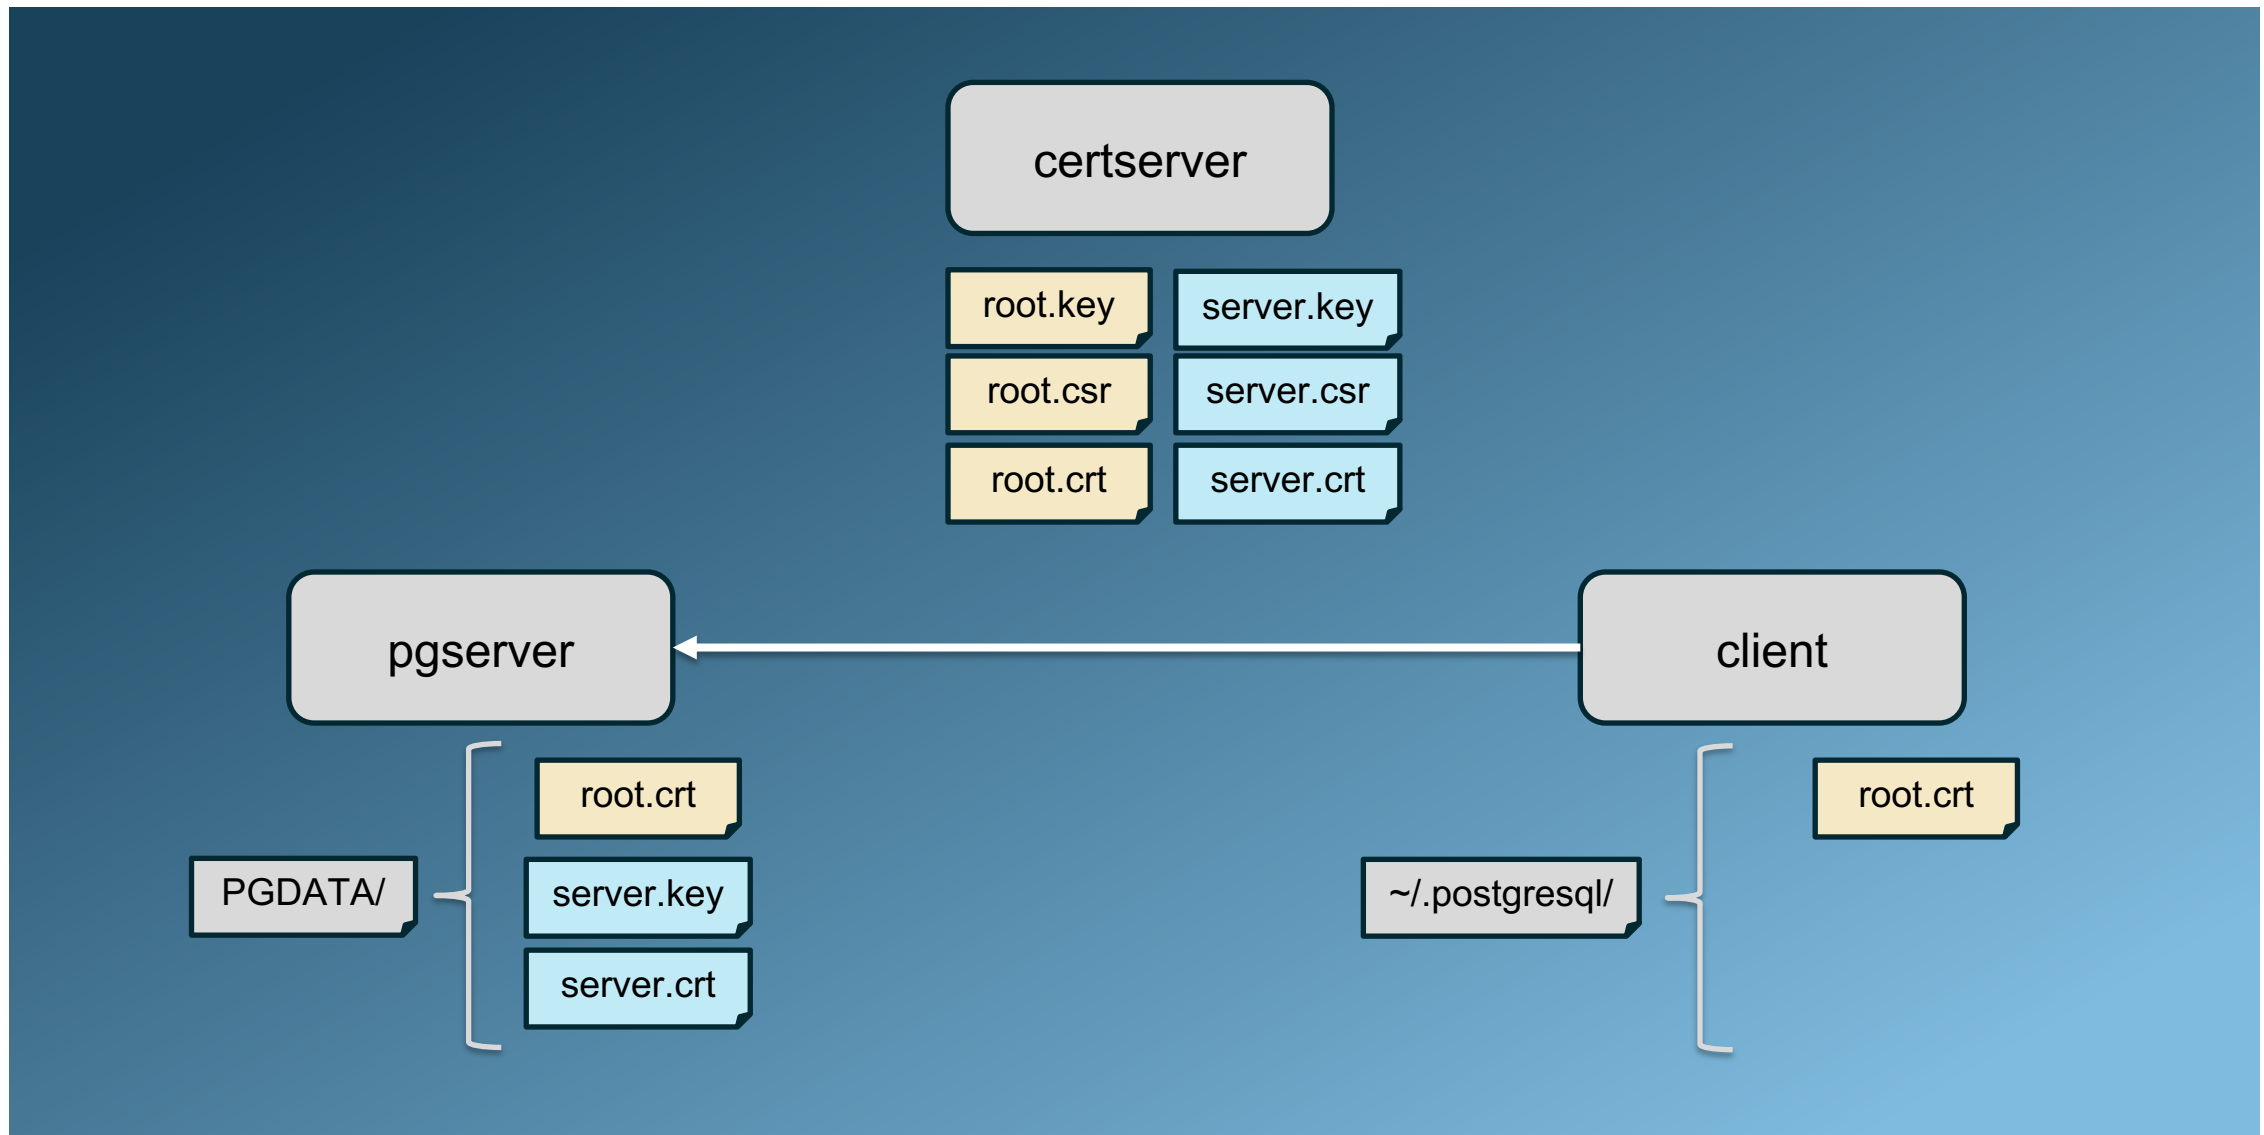 certserver
root.key
server.key
root.csr
server.csr
root.crt
server.crt
pgserver
client
root.crt
root.crt
PGDATA/
server.key
~/.postgresql/
server.crt